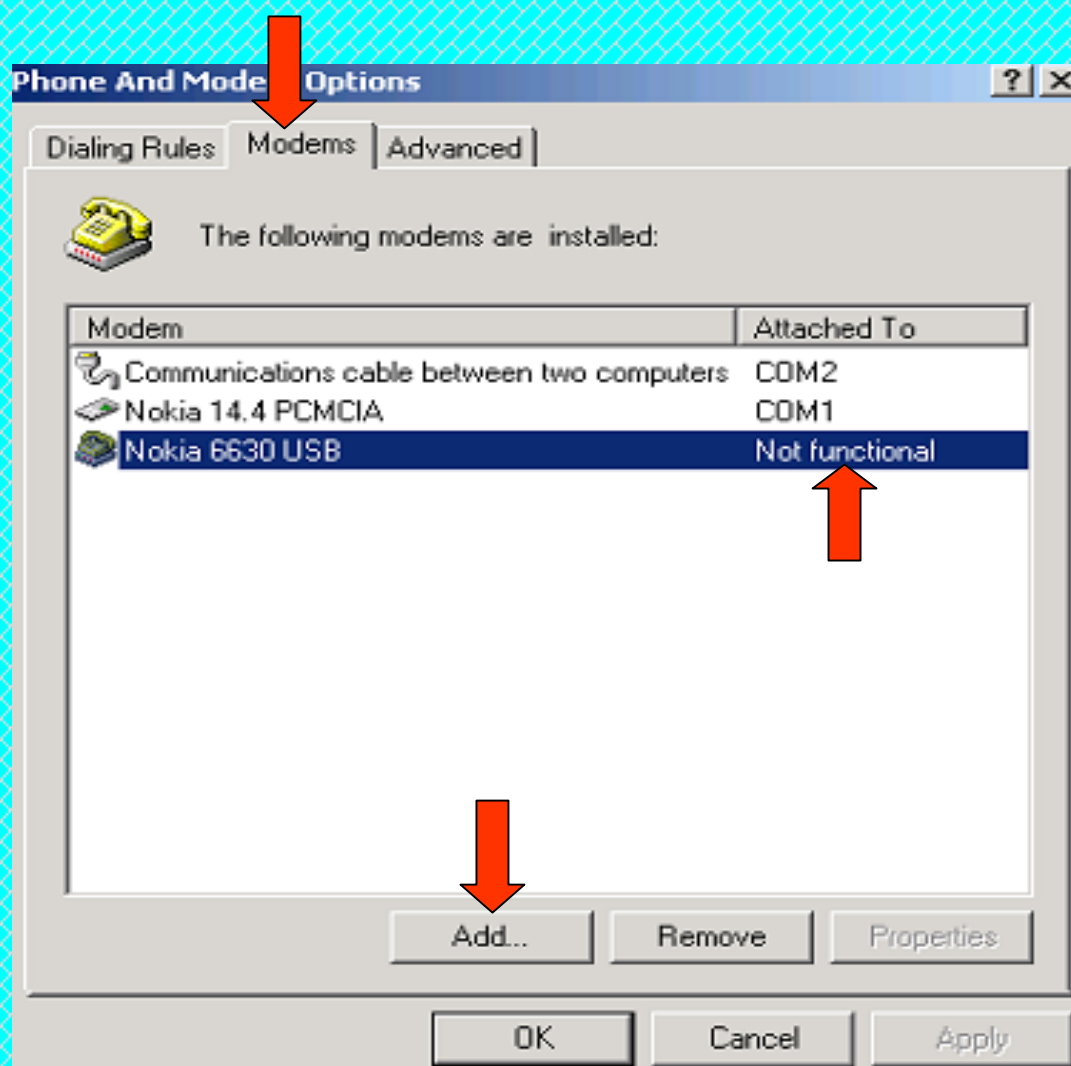 Phone And Mode Options
Dialing Rules Modems Advanced
The following modems are installed:
Modem Attached To
Communications cable between two computers COM2
Nokia 14.4 PCMCIA COM1
Nokia 6630 USB Not functional
Add... Remove Properties
OK Cancel Apply